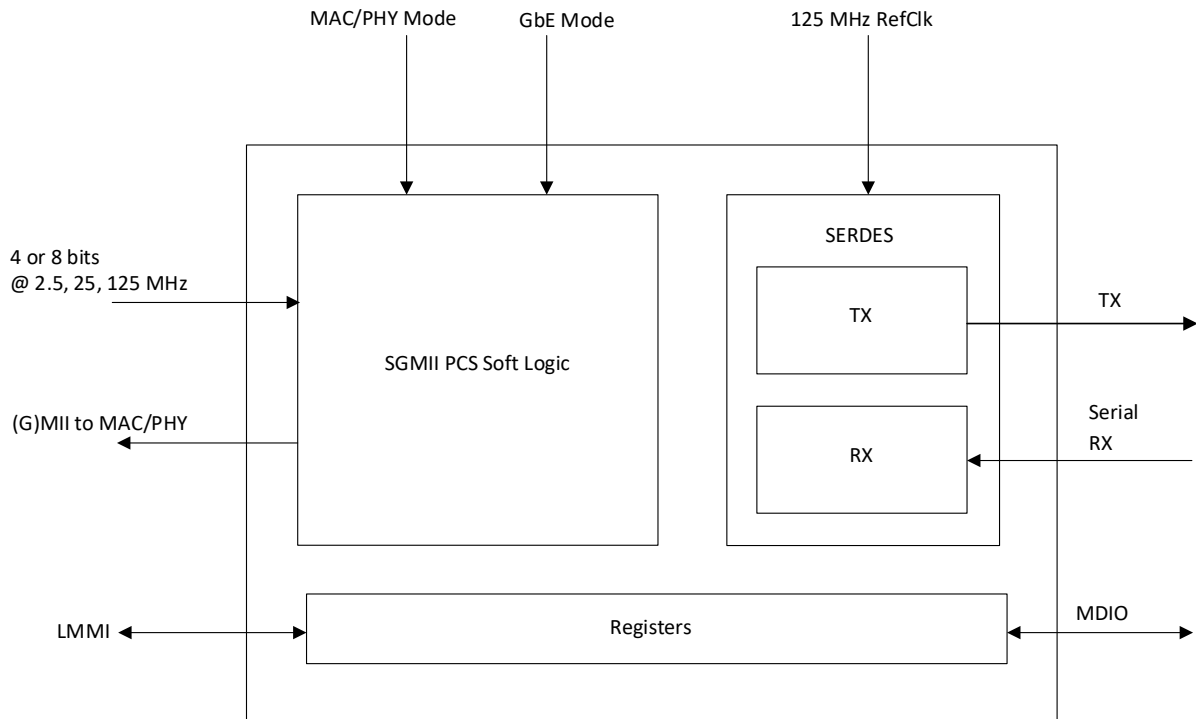 MAC/PHY Mode
GbE Mode
125 MHz RefClk
SERDES
4 or 8 bits
@ 2.5, 25, 125 MHz
TX
TX
SGMII PCS Soft Logic
(G)MII to MAC/PHY
Serial
RX
RX
LMMI
Registers
MDIO